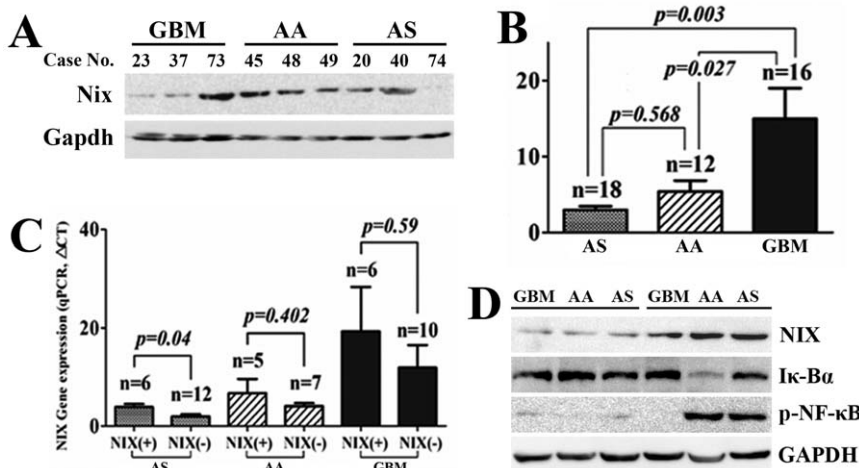 A
GBM AA AS
Case No. 23 37 73 45 48 49 20 40 74
Nix
Gapdh
B
p=0.003
p=0.027
n=16
p=0.568
n=12
n=18
20
10
0
AS AA GBM
C
NIX Gene expression (qPCR, ΔCT)
40
20
0
p=0.59
n=6
n=10
p=0.402
n=5
n=7
p=0.04
n=6
n=12
NIX(+) NIX(-) NIX(+) NIX(-) NIX(+) NIX(-)
AS AA GBM
D
GBM AA AS GBM AA AS
NIX
Iκ-Bα
p-NF-κB
GAPDH